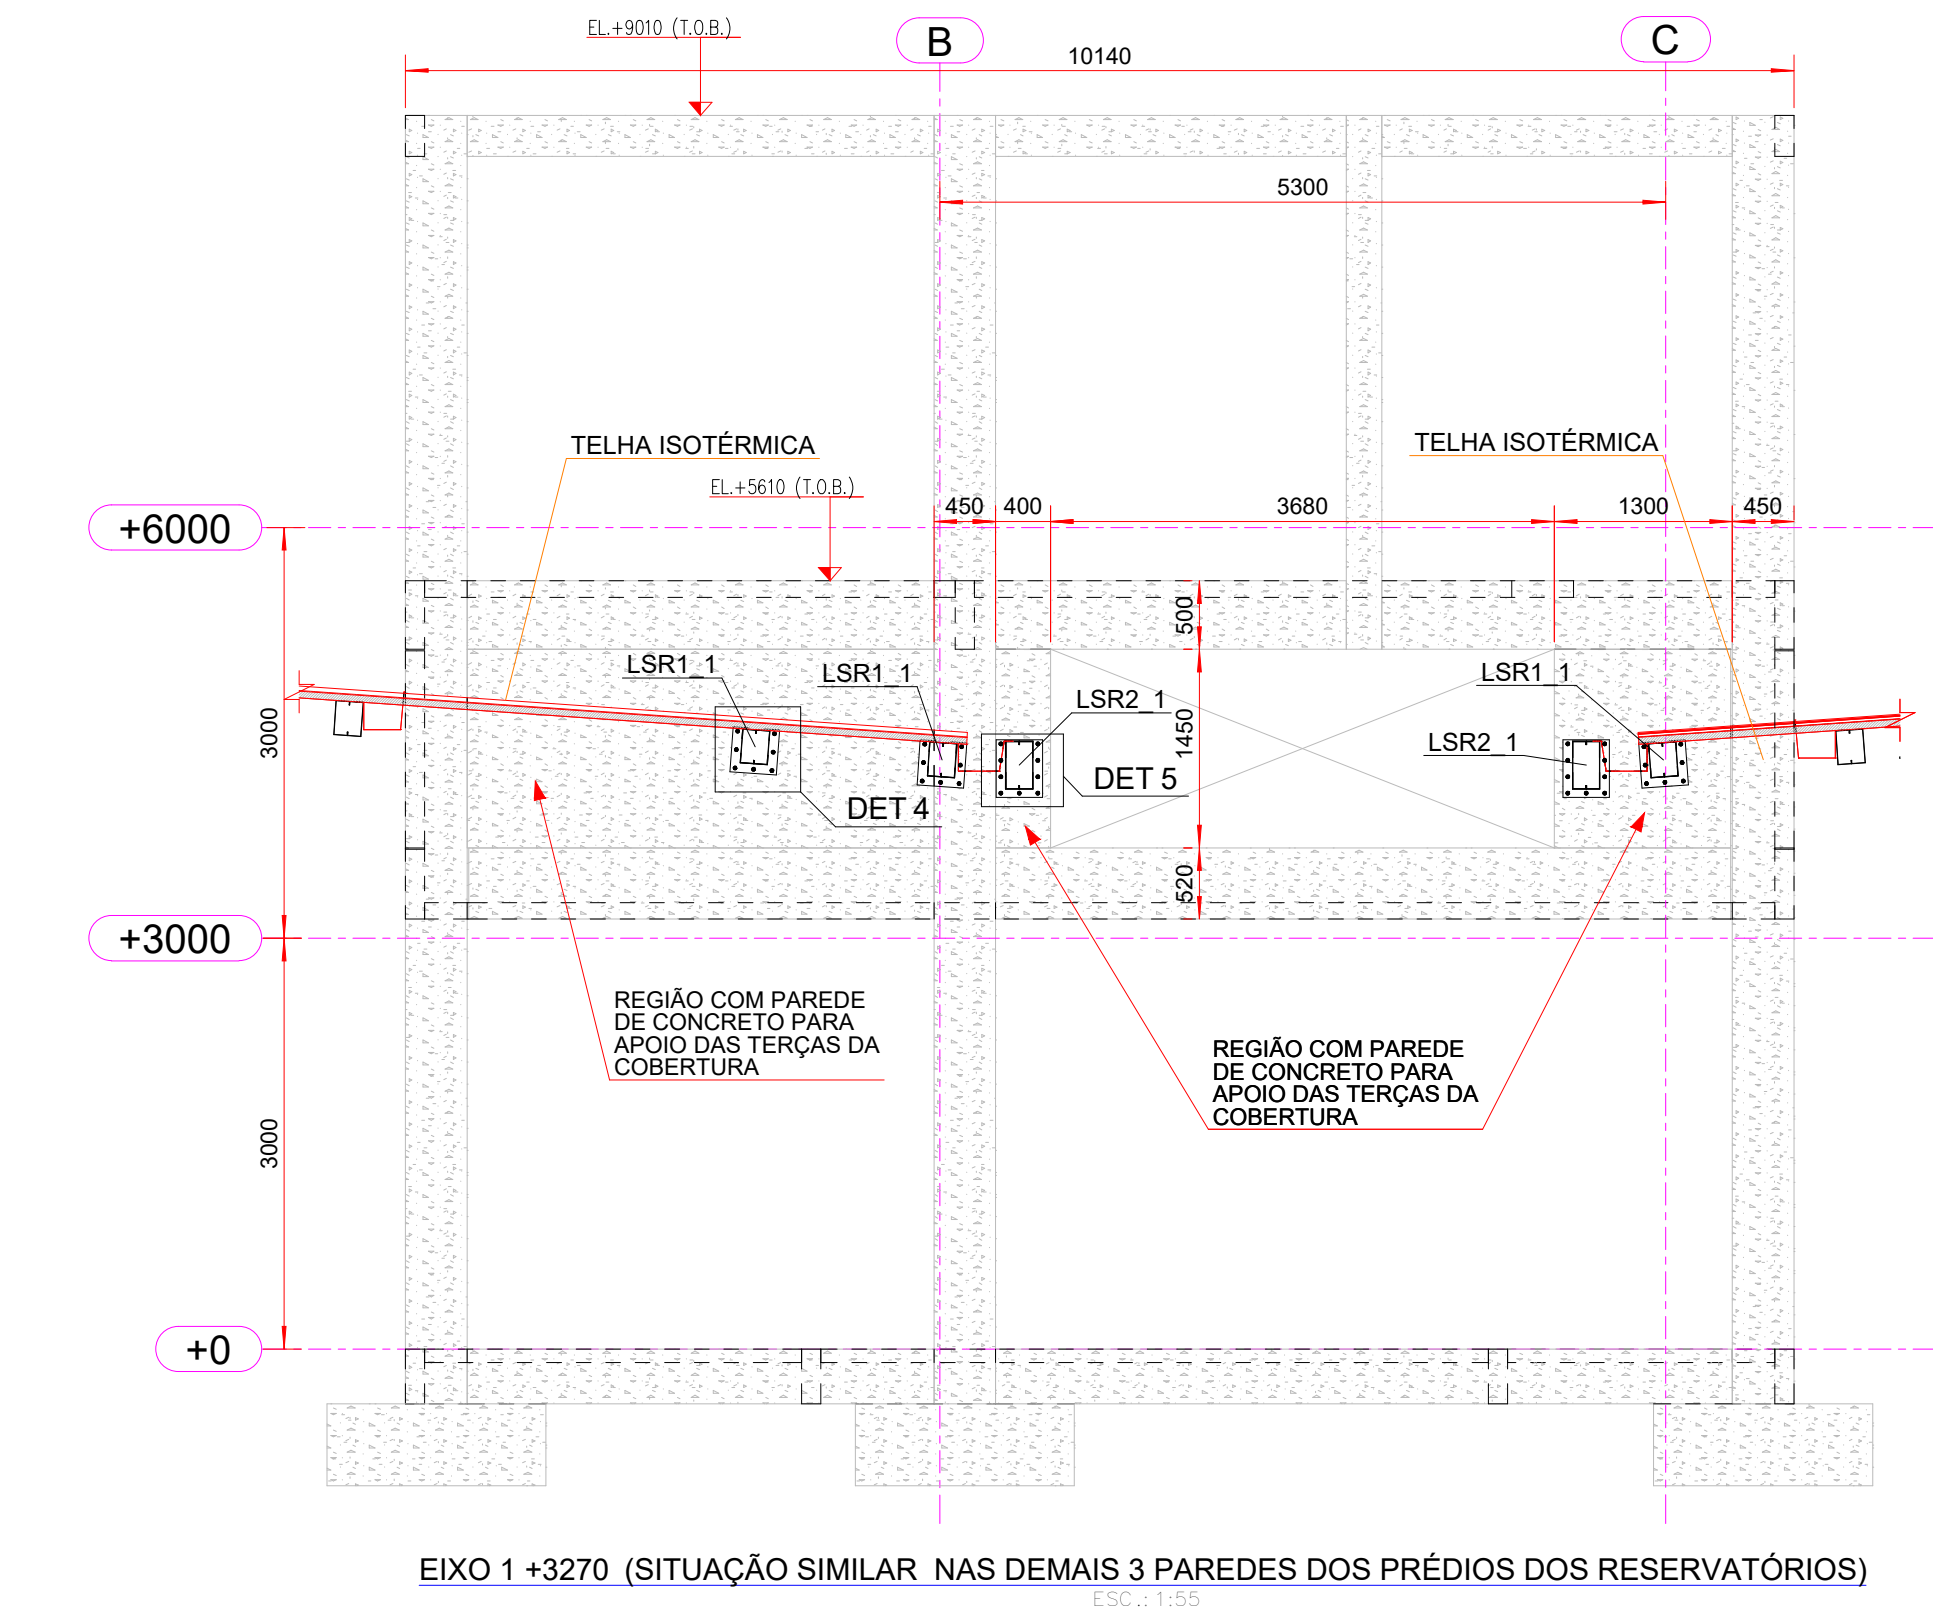 EL.+9010 (T.O.B.)
B
C
10140
5300
TELHA ISOTÉRMICA
TELHA ISOTÉRMICA
EL.+5610 (T.O.B.)
450
400
3680
1300
450
+6000
500
LSR1_1
LSR1_1
LSR1_1
LSR2_1
LSR2_1
3000
1450
DET 5
DET 4
520
+3000
REGIÃO COM PAREDE
DE CONCRETO PARA
APOIO DAS TERÇAS DA
COBERTURA
REGIÃO COM PAREDE
DE CONCRETO PARA
APOIO DAS TERÇAS DA
COBERTURA
3000
+0
EIXO 1 +3270 (SITUAÇÃO SIMILAR NAS DEMAIS 3 PAREDES DOS PRÉDIOS DOS RESERVATÓRIOS)
ESC.: 1:55